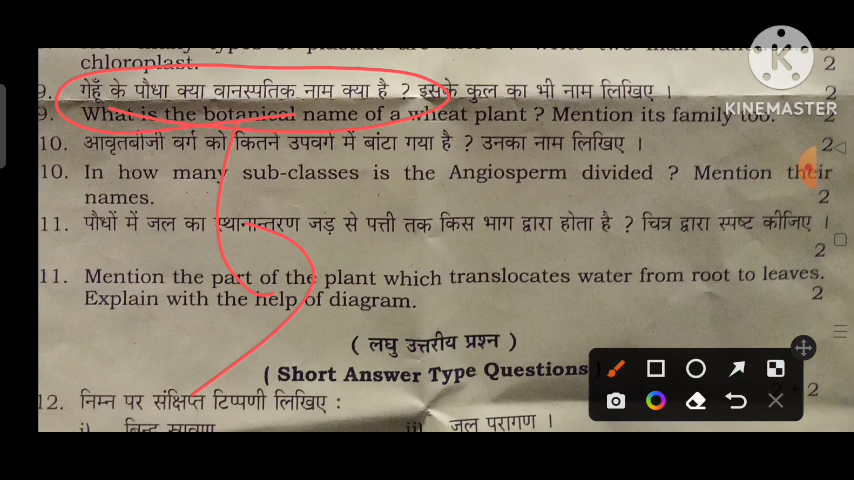 chloroplast.
2
9. गेहूँ के पौधा क्या वानस्पतिक नाम क्या है ? इसके कुल का भी नाम लिखिए । 2
KINEMASTER
9. What is the botanical name of a wheat plant ? Mention its family too. 2
10. आवृतबीजी वर्ग को कितने उपवर्ग में बाँटा गया है ? उनका नाम लिखिए । 2
10. In how many sub-classes is the Angiosperm divided ? Mention their
names. 2
11. पौधों में जल का स्थानान्तरण जड़ से पत्ती तक किस भाग द्वारा होता है ? चित्र द्वारा स्पष्ट कीजिए ।
2
11. Mention the part of the plant which translocates water from root to leaves.
Explain with the help of diagram. 2
( लघु उत्तरीय प्रश्न )
( Short Answer Type Questions
12. निम्न पर संक्षिप्त टिप्पणी लिखिए : 2
i) ii) जल परागण ।